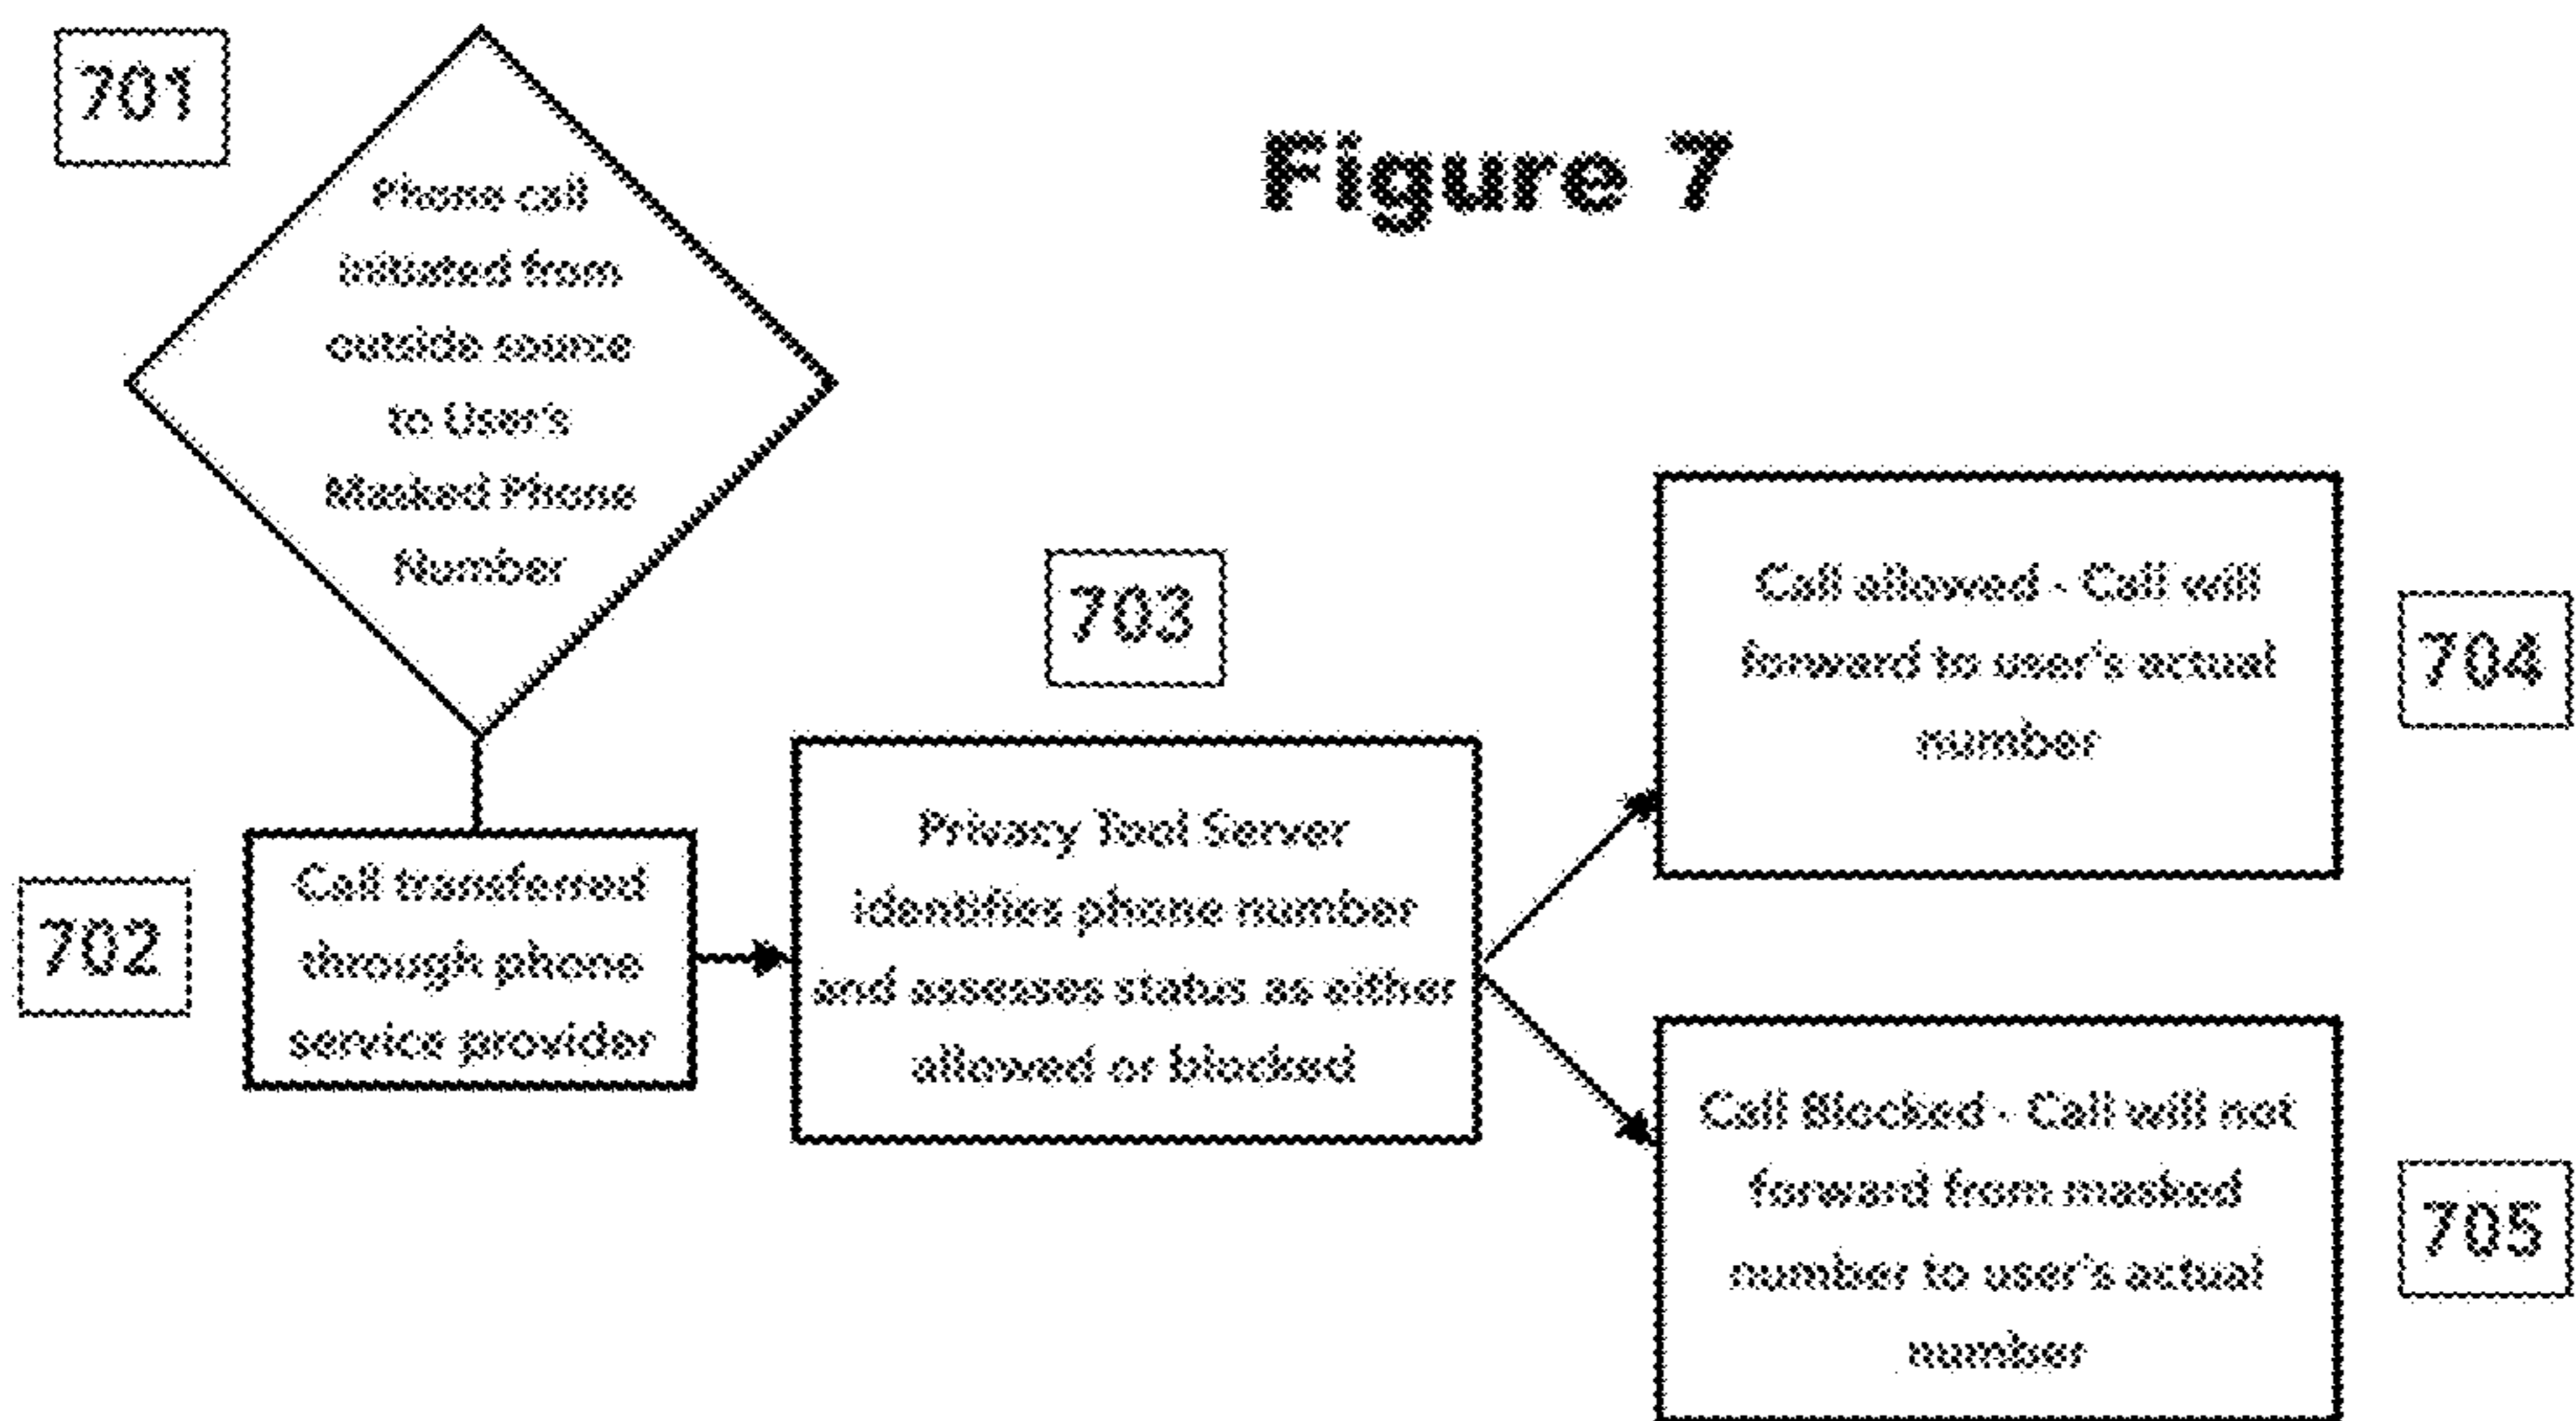 701
Phone call
initiated from
outside source
to User's
Masked Phone
Number
Figure 7
702
Call transferred
through phone
service provider
703
Privacy Tool Server
identifies phone number
and assesses status as either
allowed or blocked
Call allowed - Call will
forward to user's actual
number
704
Call Blocked - Call will not
forward from masked
number to user's actual
number
705